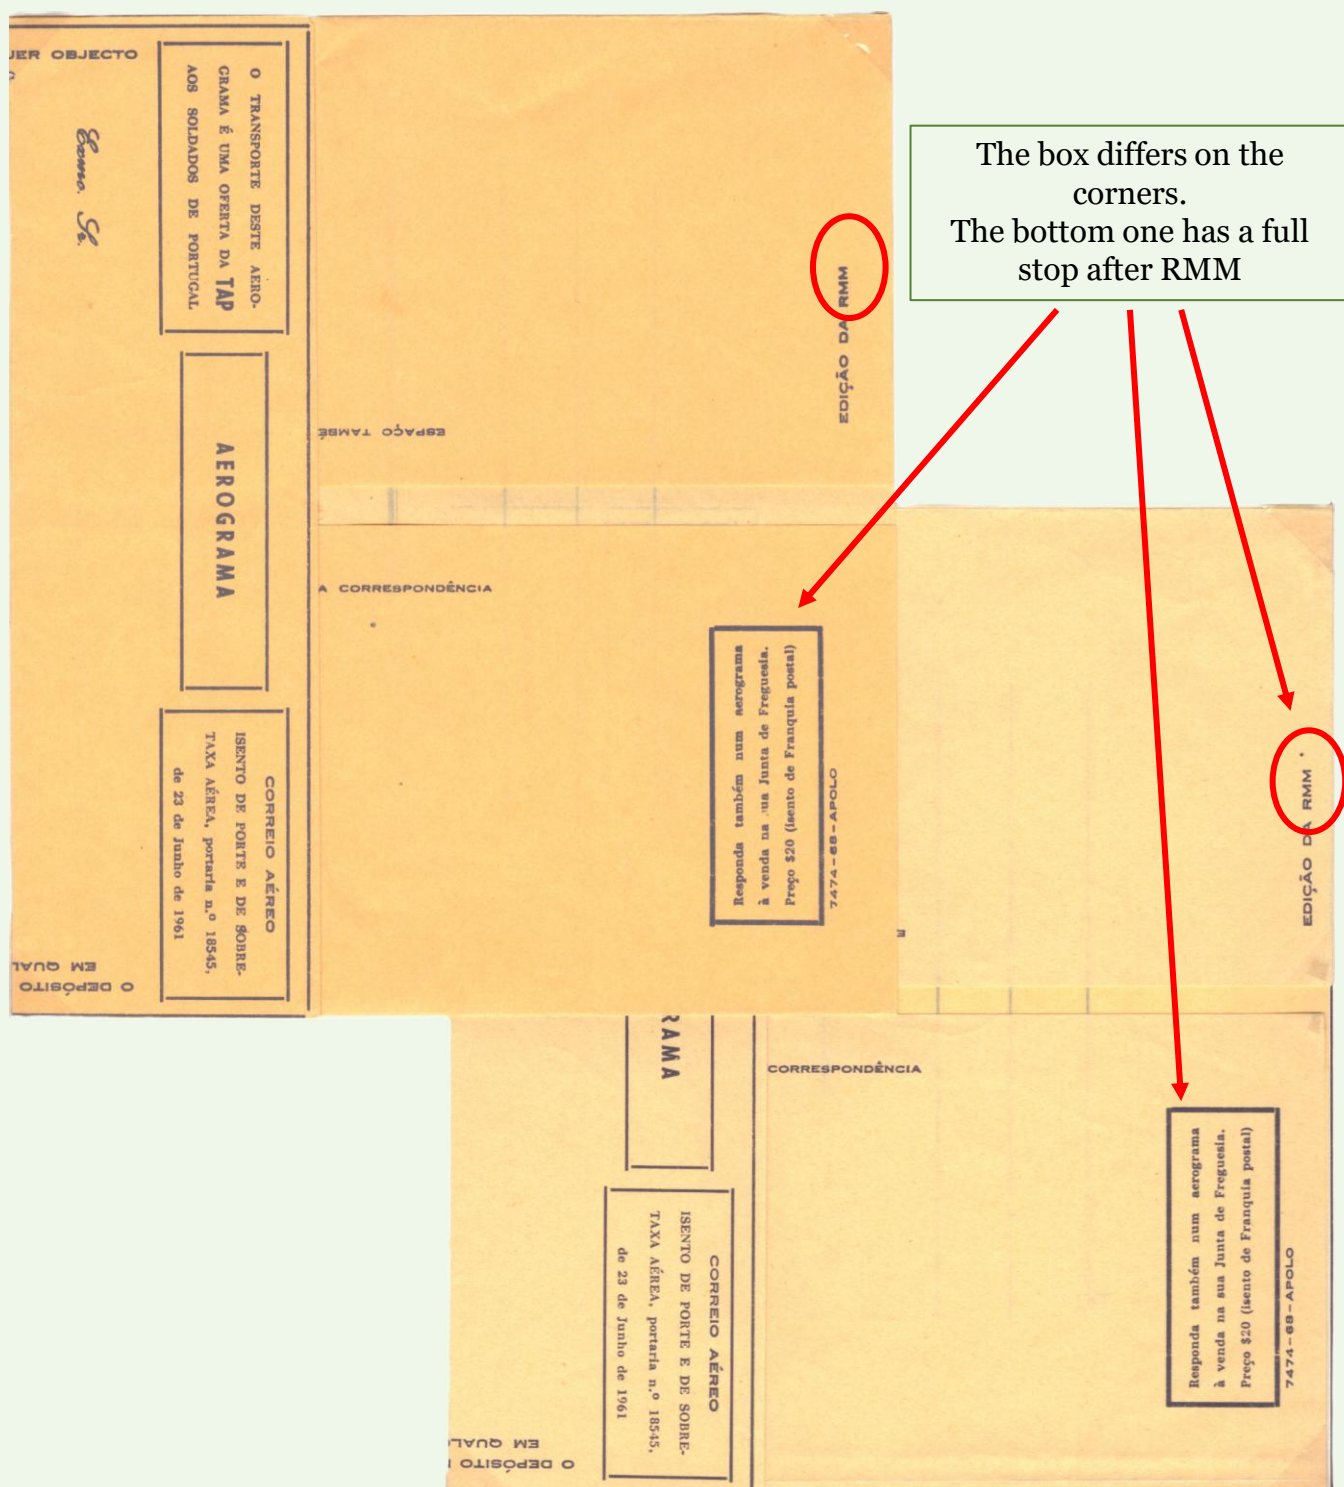 The box differs on the
corners.
The bottom one has a full
stop after RMM
UER OBJECTO
Exmo. Sr.
O TRANSPORTE DESTE AERO-
GRAMA É UMA OFERTA DA TAP
AOS SOLDADOS DE PORTUGAL
AEROGRAMA
CORREIO AÉREO
ISENTO DE PORTE E DE SOBRE-
TAXA AÉREA, portaria n.º 18545,
de 23 de Junho de 1961
O DEPÓSITO
EM QUAL
ESPAÇO TAMBÉ
EDIÇÃO DA RMM
A CORRESPONDÊNCIA
Responda também num aerograma
à venda na sua Junta de Freguesia.
Preço $20 (isento de Franquia postal)
7474-68-APOLO
EDIÇÃO DA RMM .
RAMA
CORREIO AÉREO
ISENTO DE PORTE E DE SOBRE-
TAXA AÉREA, portaria n.º 18545,
de 23 de Junho de 1961
O DEPÓSITO
EM QUALQ
CORRESPONDÊNCIA
Responda também num aerograma
à venda na sua Junta de Freguesia.
Preço $20 (isento de Franquia postal)
7474-68-APOLO